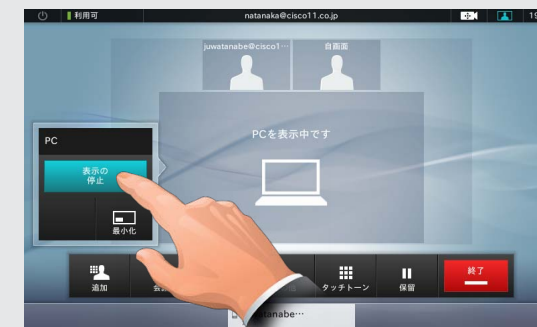 利用可
natanaka@cisco11.co.jp
19
juwatanabe@cisco1…
自画面
PC
PCを表示中です
表示の
停止
最小化
追加
タッチトーン
保留
終了